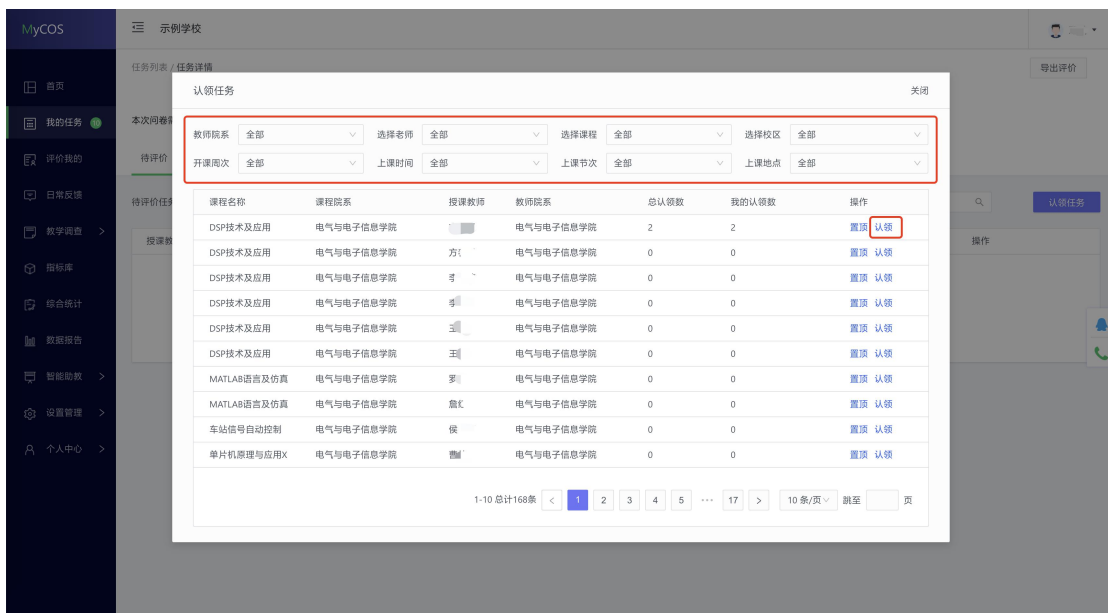 MyCOS
示例学校
任务列表 / 任务详情
导出评价
首页
认领任务
关闭
我的任务 10
本次问卷
教师院系 全部 选择老师 全部 选择课程 全部 选择校区 全部
评价我的
待评价
开课周次 全部 上课时间 全部 上课节次 全部 上课地点 全部
日常反馈
待评价任务
课程名称 课程院系 授课教师 教师院系 总认领数 我的认领数 操作
认领任务
教学调查 >
DSP技术及应用 电气与电子信息学院 电气与电子信息学院 2 2 置顶 认领
授课教
操作
DSP技术及应用 电气与电子信息学院 方 电气与电子信息学院 0 0 置顶 认领
指标库
DSP技术及应用 电气与电子信息学院 电气与电子信息学院 0 0 置顶 认领
综合统计
DSP技术及应用 电气与电子信息学院 李 电气与电子信息学院 0 0 置顶 认领
DSP技术及应用 电气与电子信息学院 王 电气与电子信息学院 0 0 置顶 认领
数据报告
DSP技术及应用 电气与电子信息学院 王 电气与电子信息学院 0 0 置顶 认领
智能助教 >
MATLAB语言及仿真 电气与电子信息学院 罗 电气与电子信息学院 0 0 置顶 认领
MATLAB语言及仿真 电气与电子信息学院 詹 电气与电子信息学院 0 0 置顶 认领
设置管理 >
车站信号自动控制 电气与电子信息学院 侯 电气与电子信息学院 0 0 置顶 认领
个人中心 >
单片机原理与应用X 电气与电子信息学院 曹 电气与电子信息学院 0 0 置顶 认领
1-10 总计168条 < 1 2 3 4 5 ··· 17 > 10 条/页 跳至 页